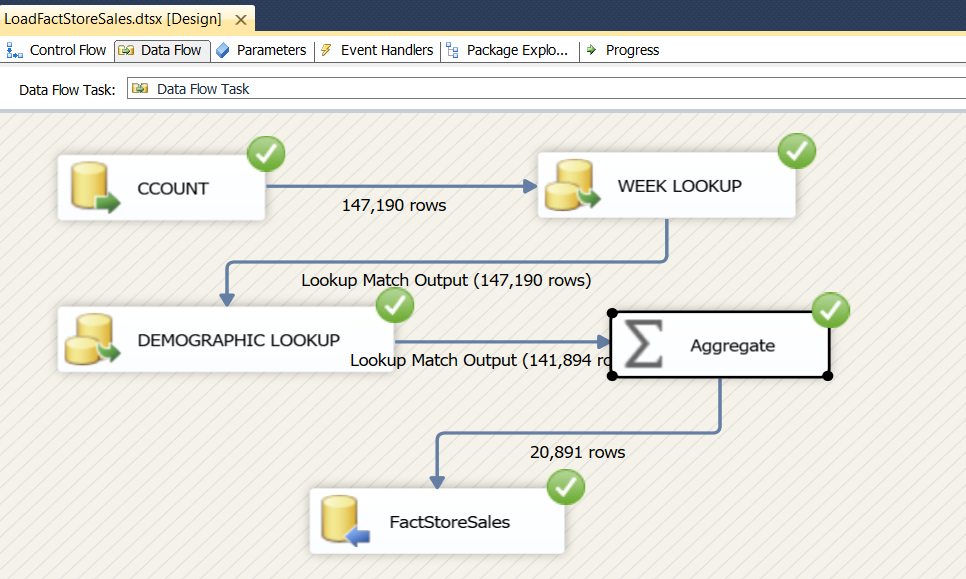 LoadFactStoreSales.dtsx [Design]
Control Flow Data Flow Parameters Event Handlers Package Explo... Progress
Data Flow Task: Data Flow Task
CCOUNT
147,190 rows
WEEK LOOKUP
Lookup Match Output (147,190 rows)
DEMOGRAPHIC LOOKUP
Lookup Match Output (141,894 ro
Aggregate
20,891 rows
FactStoreSales